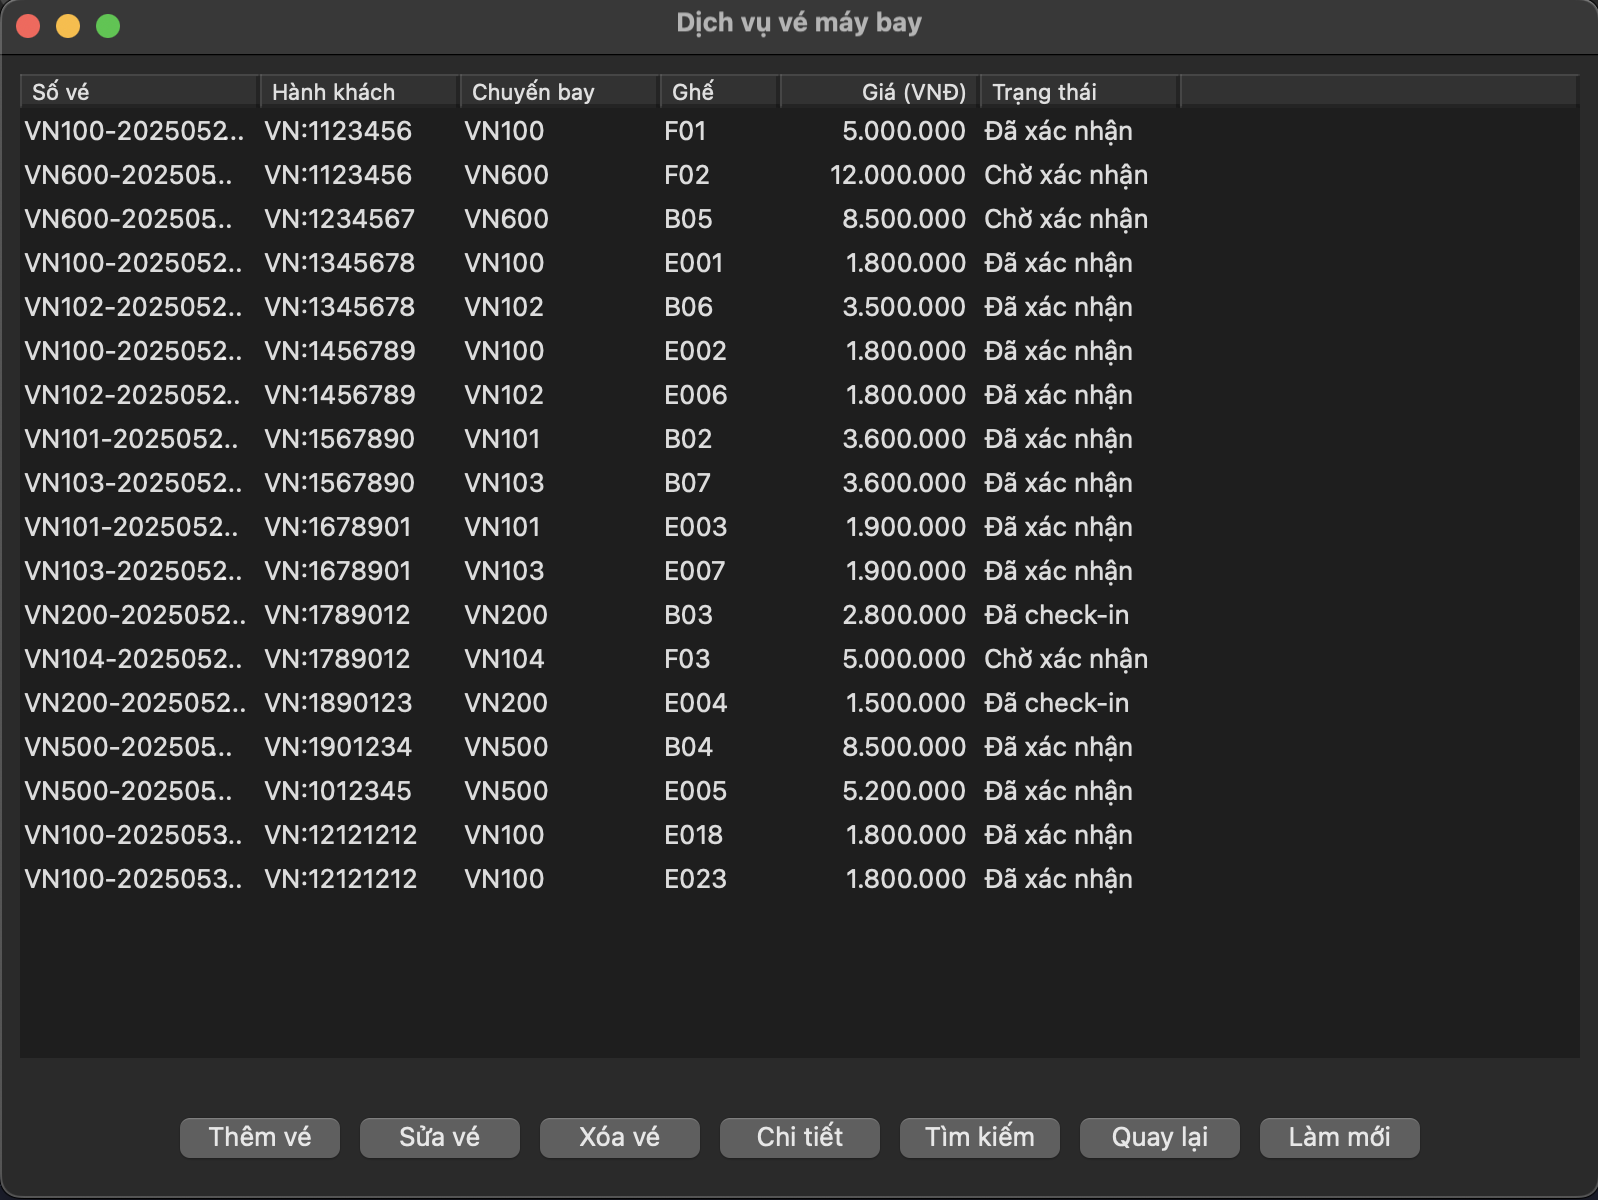 Dịch vụ vé máy bay
Số vé Hành khách Chuyến bay Ghế Giá (VNĐ) Trạng thái
VN100-2025052.. VN:1123456 VN100 F01 5.000.000 Đã xác nhận
VN600-202505... VN:1123456 VN600 F02 12.000.000 Chờ xác nhận
VN600-202505... VN:1234567 VN600 B05 8.500.000 Chờ xác nhận
VN100-2025052.. VN:1345678 VN100 E001 1.800.000 Đã xác nhận
VN102-2025052.. VN:1345678 VN102 B06 3.500.000 Đã xác nhận
VN100-2025052.. VN:1456789 VN100 E002 1.800.000 Đã xác nhận
VN102-2025052.. VN:1456789 VN102 E006 1.800.000 Đã xác nhận
VN101-2025052.. VN:1567890 VN101 B02 3.600.000 Đã xác nhận
VN103-2025052.. VN:1567890 VN103 B07 3.600.000 Đã xác nhận
VN101-2025052.. VN:1678901 VN101 E003 1.900.000 Đã xác nhận
VN103-2025052.. VN:1678901 VN103 E007 1.900.000 Đã xác nhận
VN200-2025052.. VN:1789012 VN200 B03 2.800.000 Đã check-in
VN104-2025052.. VN:1789012 VN104 F03 5.000.000 Chờ xác nhận
VN200-2025052.. VN:1890123 VN200 E004 1.500.000 Đã check-in
VN500-202505... VN:1901234 VN500 B04 8.500.000 Đã xác nhận
VN500-202505... VN:1012345 VN500 E005 5.200.000 Đã xác nhận
VN100-2025053.. VN:12121212 VN100 E018 1.800.000 Đã xác nhận
VN100-2025053.. VN:12121212 VN100 E023 1.800.000 Đã xác nhận
Thêm vé Sửa vé Xóa vé Chi tiết Tìm kiếm Quay lại Làm mới